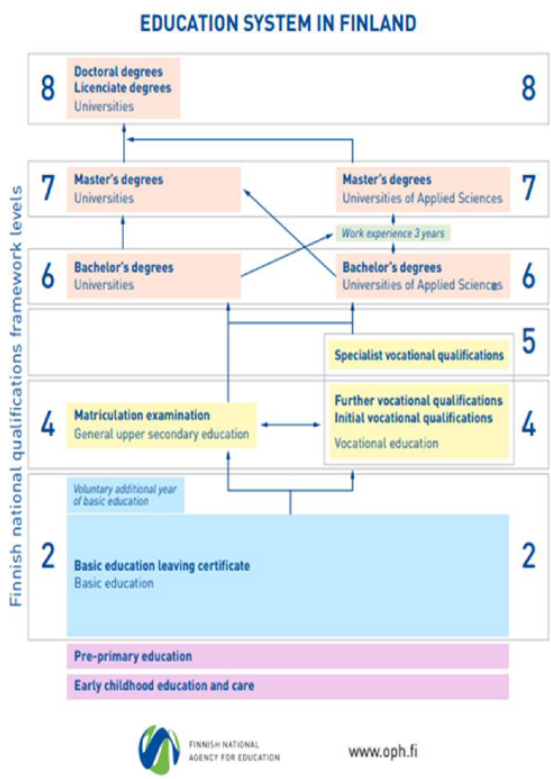 EDUCATION SYSTEM IN FINLAND
Finnish national qualifications framework levels
8
Doctoral degrees
Licenciate degrees
Universities
8
7
Master's degrees
Universities
Master's degrees
Universities of Applied Sciences
7
Work experience 3 years
6
Bachelor's degrees
Universities
Bachelor's degrees
Universities of Applied Sciences
6
5
Specialist vocational qualifications
4
Matriculation examination
General upper secondary education
Further vocational qualifications
Initial vocational qualifications
Vocational education
4
Voluntary additional year
of basic education
2
Basic education leaving certificate
Basic education
2
Pre-primary education
Early childhood education and care
FINNISH NATIONAL
AGENCY FOR EDUCATION
www.oph.fi